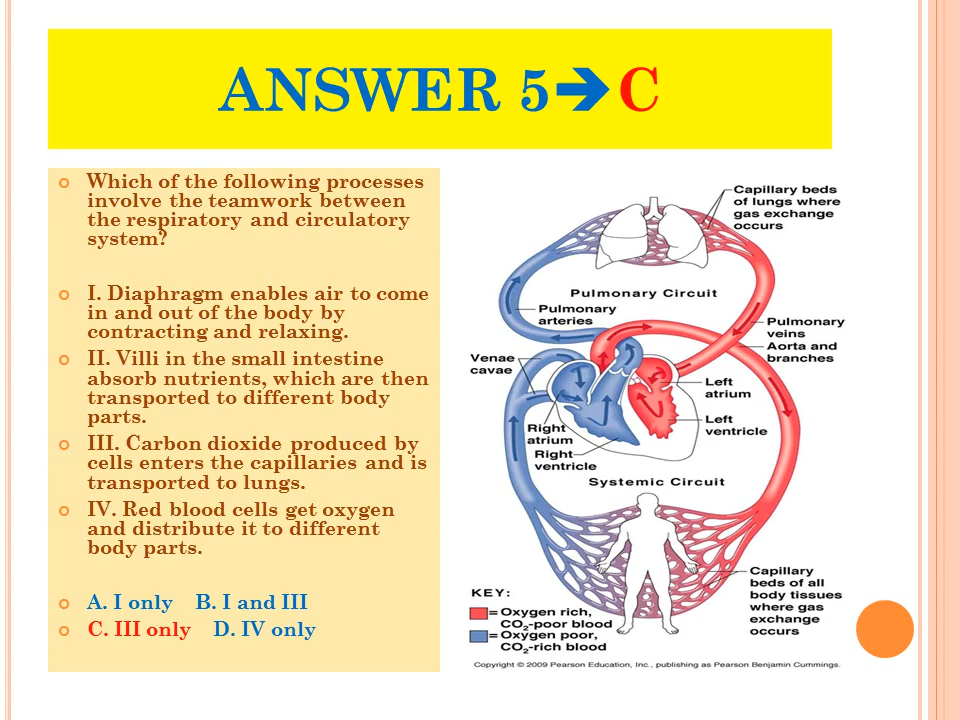 ANSWER 5➔C
Which of the following processes
involve the teamwork between
the respiratory and circulatory
system?
I. Diaphragm enables air to come
in and out of the body by
contracting and relaxing.
II. Villi in the small intestine
absorb nutrients, which are then
transported to different body
parts.
III. Carbon dioxide produced by
cells enters the capillaries and is
transported to lungs.
IV. Red blood cells get oxygen
and distribute it to different
body parts.
A. I only B. I and III
C. III only D. IV only
Capillary beds
of lungs where
gas exchange
occurs
Pulmonary Circuit
Pulmonary
arteries
Pulmonary
veins
Aorta and
branches
Venae
cavae
Left
atrium
Left
ventricle
Right
atrium
Right
ventricle
Systemic Circuit
Capillary
beds of all
body tissues
where gas
exchange
occurs
KEY:
= Oxygen rich,
CO2-poor blood
= Oxygen poor,
CO2-rich blood
Copyright © 2009 Pearson Education, Inc., publishing as Pearson Benjamin Cummings.